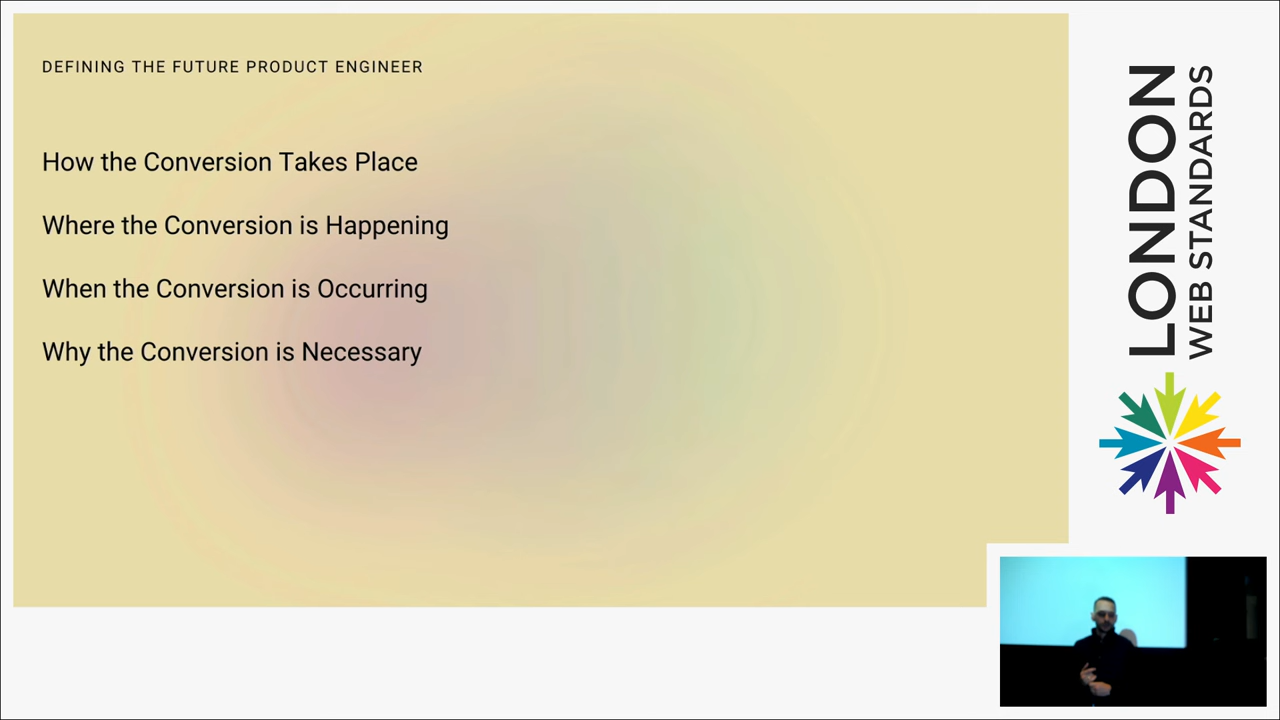 DEFINING THE FUTURE PRODUCT ENGINEER
How the Conversion Takes Place
Where the Conversion is Happening
When the Conversion is Occurring
Why the Conversion is Necessary
LONDON
WEB STANDARDS